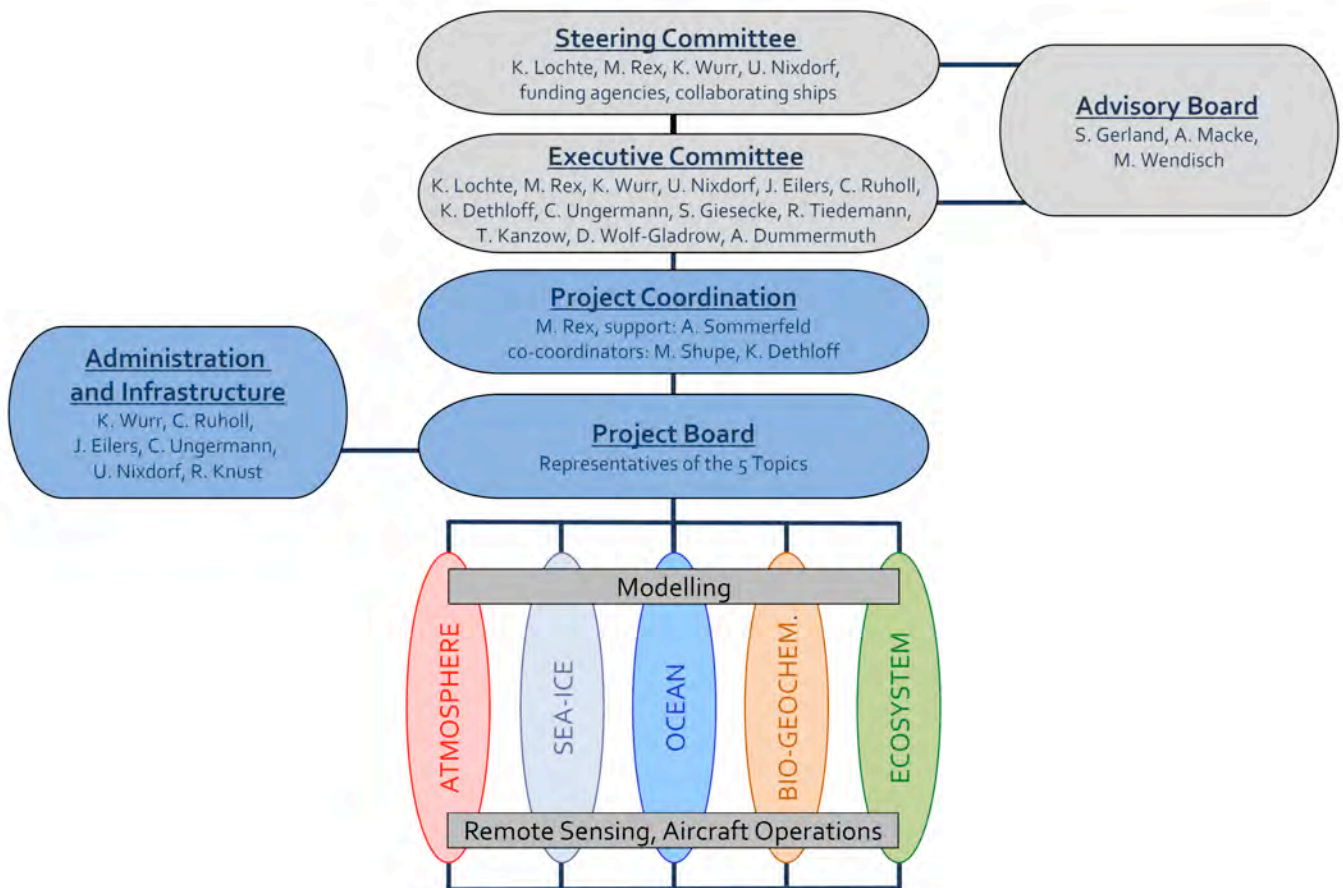 Steering Committee
K. Lochte, M. Rex, K. Wurr, U. Nixdorf,
funding agencies, collaborating ships
Advisory Board
S. Gerland, A. Macke,
M. Wendisch
Executive Committee
K. Lochte, M. Rex, K. Wurr, U. Nixdorf, J. Eilers, C. Ruholl,
K. Dethloff, C. Ungermann, S. Giesecke, R. Tiedemann,
T. Kanzow, D. Wolf-Gladrow, A. Dummermuth
Project Coordination
M. Rex, support: A. Sommerfeld
co-coordinators: M. Shupe, K. Dethloff
Administration
and Infrastructure
K. Wurr, C. Ruholl,
J. Eilers, C. Ungermann,
U. Nixdorf, R. Knust
Project Board
Representatives of the 5 Topics
Modelling
ATMOSPHERE
SEA-ICE
OCEAN
BIO-GEOCHEM.
ECOSYSTEM
Remote Sensing, Aircraft Operations